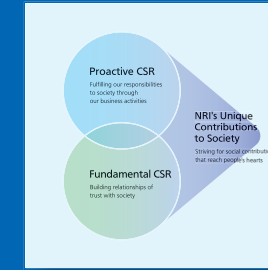 Proactive CSR
Fulfilling our responsibilities
to society through
our business activities
NRI's Unique
Contributions
to Society
Striving for social contributi
that reach people's hearts
Fundamental CSR
Building relationships of
trust with society